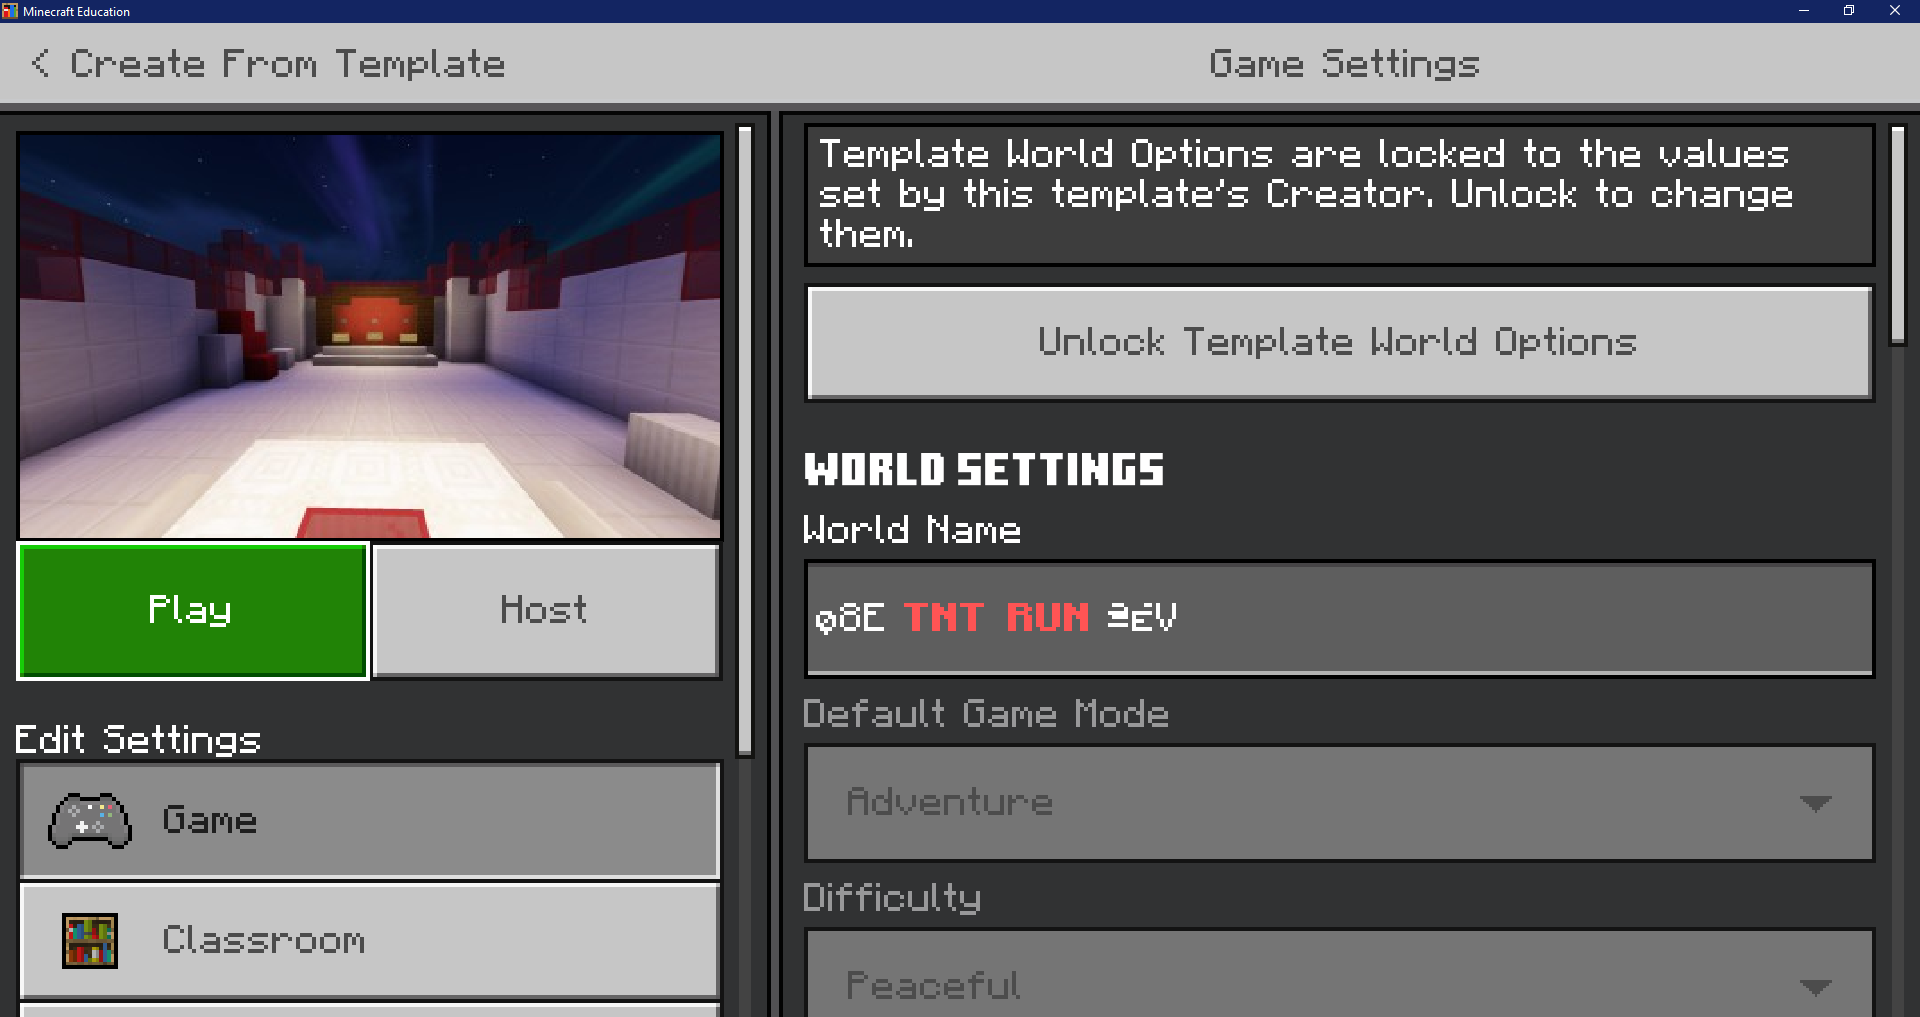 Minecraft Education
Create From Template
Game Settings
Template World Options are locked to the values
set by this template's Creator. Unlock to change
them.
Unlock Template World Options
WORLD SETTINGS
World Name
TNT RUN
Play
Host
Default Game Mode
Adventure
Edit Settings
Game
Difficulty
Classroom
Peaceful